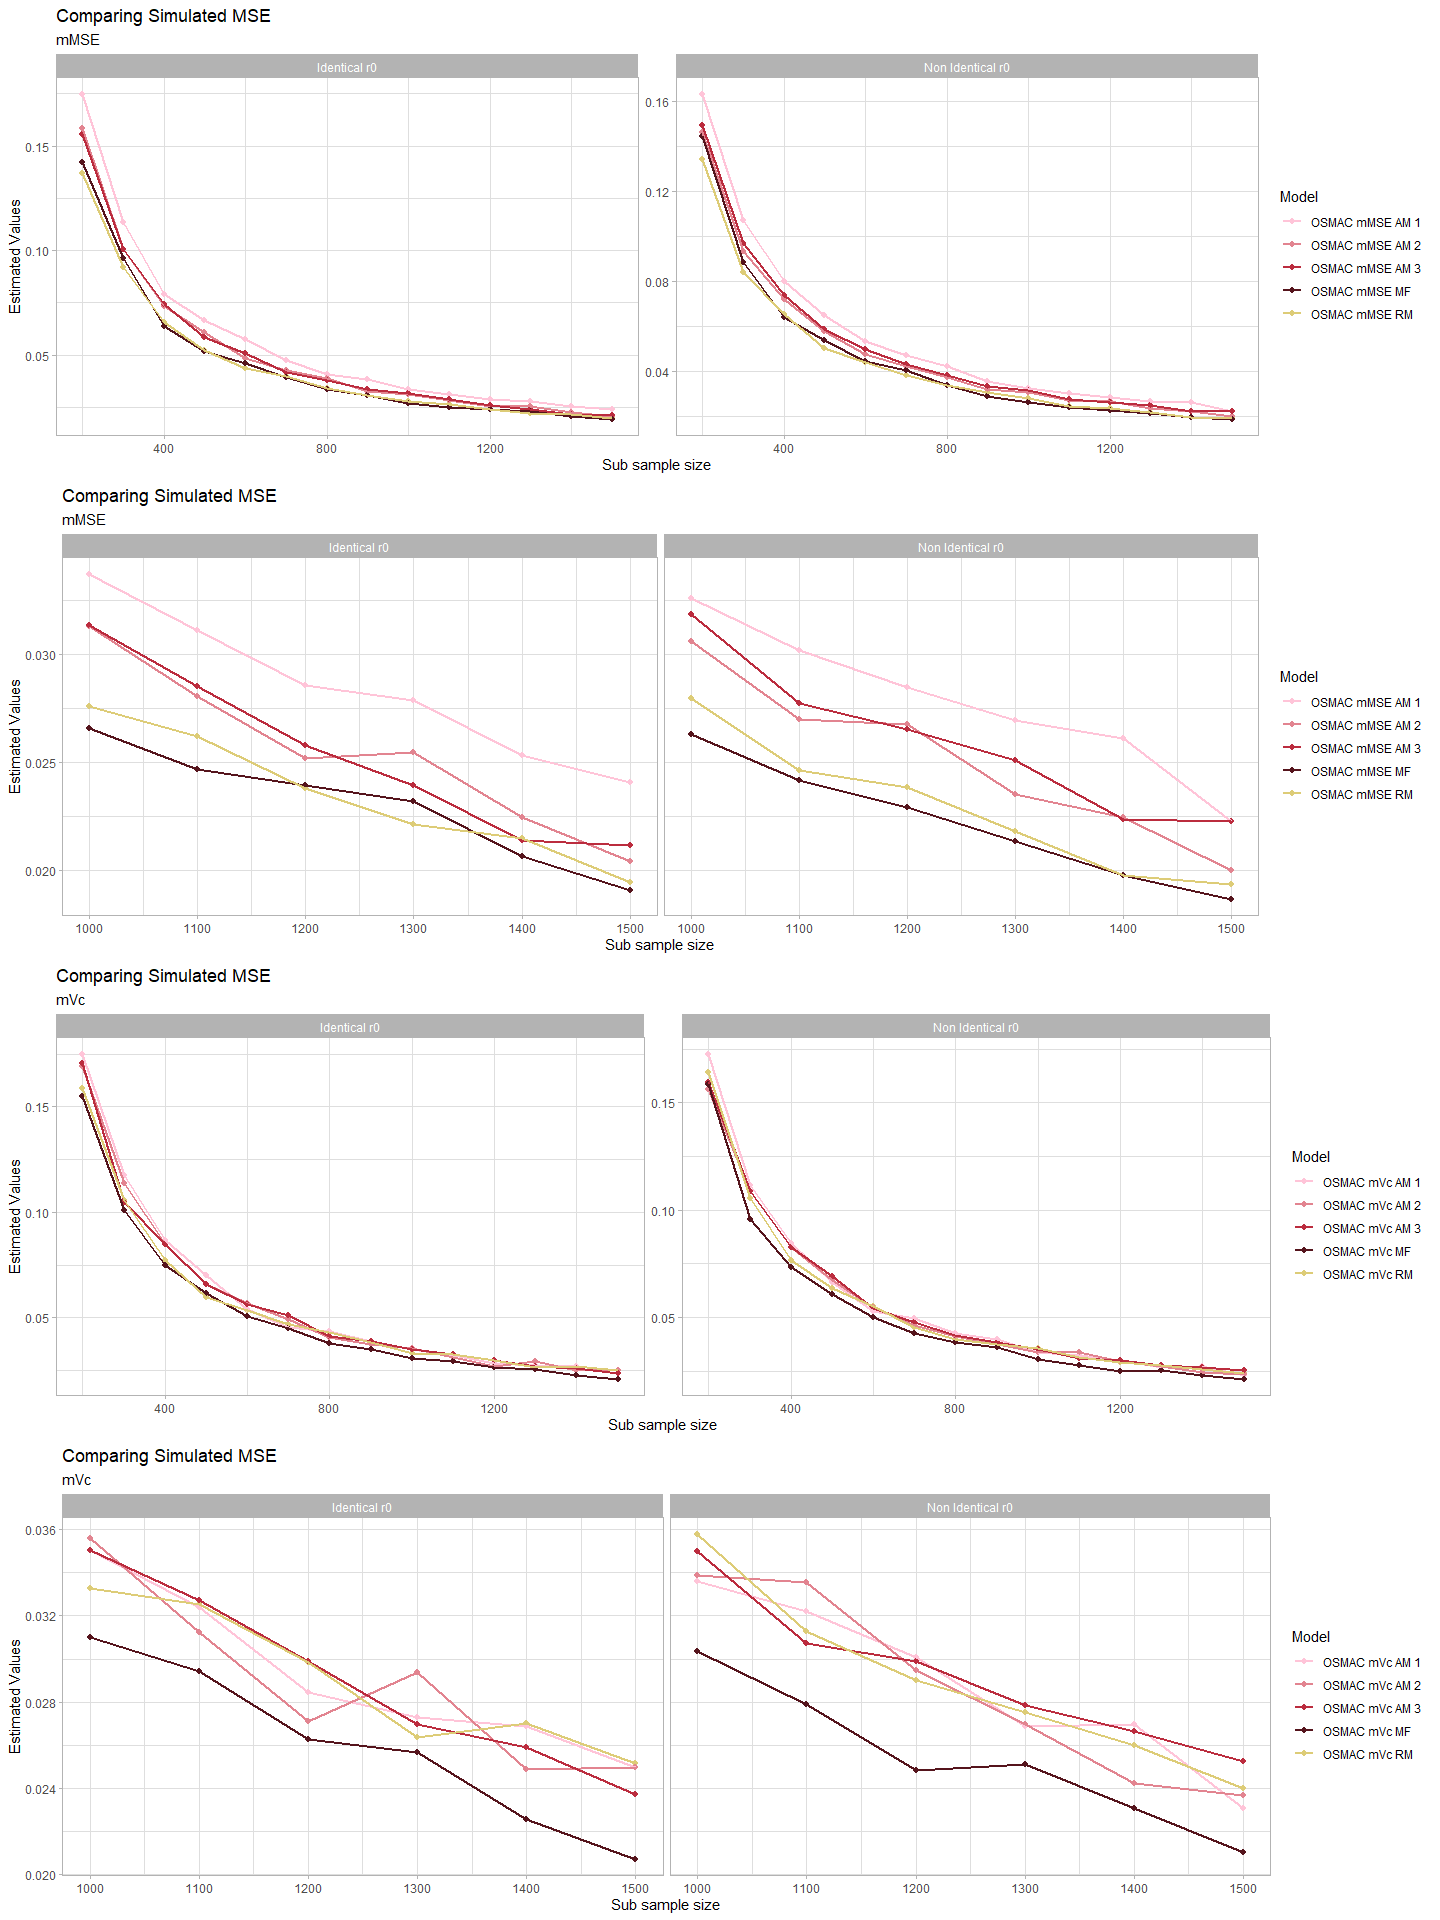 Comparing Simulated MSE
mMSE
Identical r0
Non Identical r0
Estimated Values
0.15
0.10
0.05
0.16
0.12
0.08
0.04
400 800 1200
400 800 1200
Sub sample size
Model
OSMAC mMSE AM 1
OSMAC mMSE AM 2
OSMAC mMSE AM 3
OSMAC mMSE MF
OSMAC mMSE RM
Comparing Simulated MSE
mMSE
Identical r0
Non Identical r0
Estimated Values
0.030
0.025
0.020
1000 1100 1200 1300 1400 1500
1000 1100 1200 1300 1400 1500
Sub sample size
Model
OSMAC mMSE AM 1
OSMAC mMSE AM 2
OSMAC mMSE AM 3
OSMAC mMSE MF
OSMAC mMSE RM
Comparing Simulated MSE
mVc
Identical r0
Non Identical r0
Estimated Values
0.15
0.10
0.05
0.15
0.10
0.05
400 800 1200
400 800 1200
Sub sample size
Model
OSMAC mVc AM 1
OSMAC mVc AM 2
OSMAC mVc AM 3
OSMAC mVc MF
OSMAC mVc RM
Comparing Simulated MSE
mVc
Identical r0
Non Identical r0
Estimated Values
0.036
0.032
0.028
0.024
0.020
1000 1100 1200 1300 1400 1500
1000 1100 1200 1300 1400 1500
Sub sample size
Model
OSMAC mVc AM 1
OSMAC mVc AM 2
OSMAC mVc AM 3
OSMAC mVc MF
OSMAC mVc RM